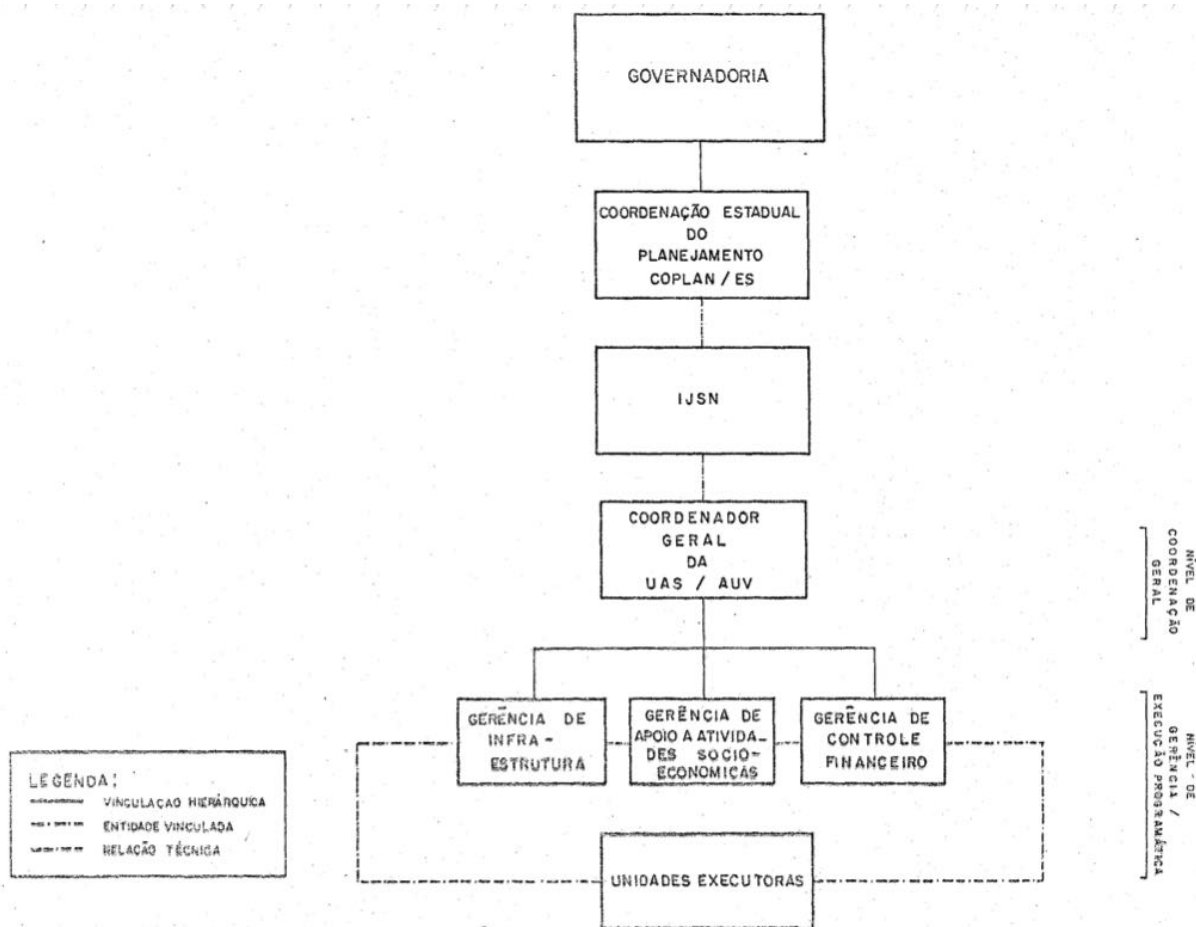 GOVERNADORIA
COORDENAÇÃO ESTADUAL
DO
PLANEJAMENTO
COPLAN / ES
IJSN
COORDENADOR
GERAL
DA
UAS / AUV
NÍVEL DE
COORDENAÇÃO
GERAL
GERÊNCIA DE
INFRA-
ESTRUTURA
GERÊNCIA DE
APOIO A ATIVIDA-
DES SOCIO-
ECONOMICAS
GERÊNCIA DE
CONTROLE
FINANCEIRO
NÍVEL - DE
GERÊNCIA /
EXECUÇÃO PROGRAMÁTICA
LEGENDA:
VINCULAÇÃO HIERÁRQUICA
ENTIDADE VINCULADA
RELAÇÃO TÉCNICA
UNIDADES EXECUTORAS